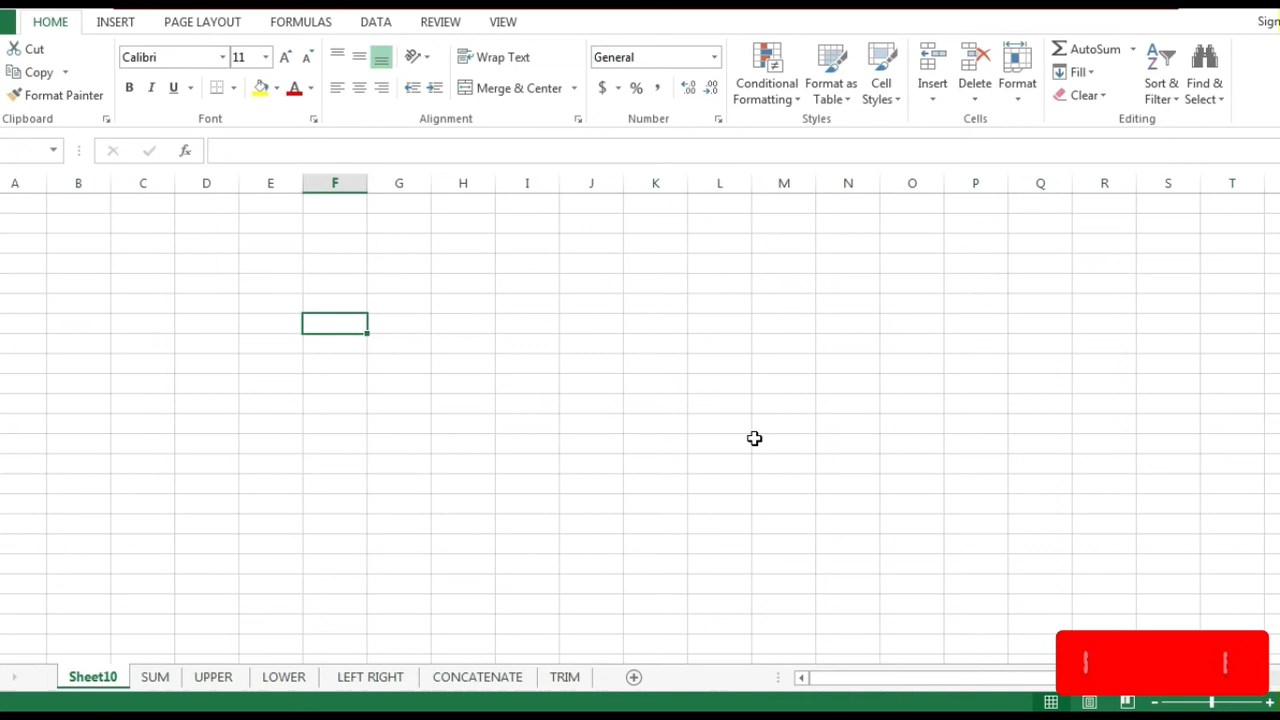 HOME INSERT PAGE LAYOUT FORMULAS DATA REVIEW VIEW Sign
Cut
Copy
Format Painter
Clipboard
Calibri 11
B I U A
Font
Wrap Text
Merge & Center
Alignment
General
$ % ,
Number
Conditional Formatting
Format as Table
Cell Styles
Styles
Insert Delete Format
Cells
AutoSum
Fill
Clear
Sort & Filter
Find & Select
Editing
fx
A B C D E F G H I J K L M N O P Q R S T
Sheet10 SUM UPPER LOWER LEFT RIGHT CONCATENATE TRIM